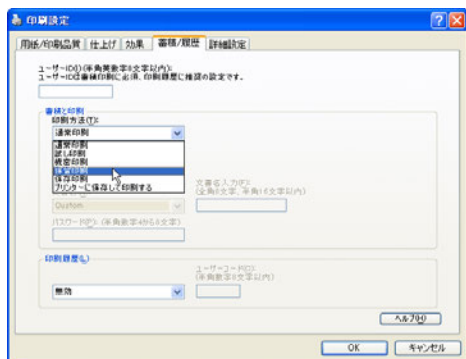 印刷設定
用紙/印刷品質 仕上げ 効果 蓄積/履歴 詳細設定
ユーザーID(I):(半角英数字8文字以内):
ユーザーIDは蓄積印刷に必須、印刷履歴に推奨の設定です。
蓄積と印刷
印刷方法(T):
通常印刷
通常印刷
試し印刷
機密印刷
保留印刷
保存印刷
プリンターに保存して印刷する
文書名入力(F):
(全角8文字、半角16文字以内)
Custom
パスワード(P): (半角数字4から8文字)
印刷履歴(L)
ユーザーコード(C):
(半角数字8文字以内)
無効
ヘルプ(H)
OK キャンセル